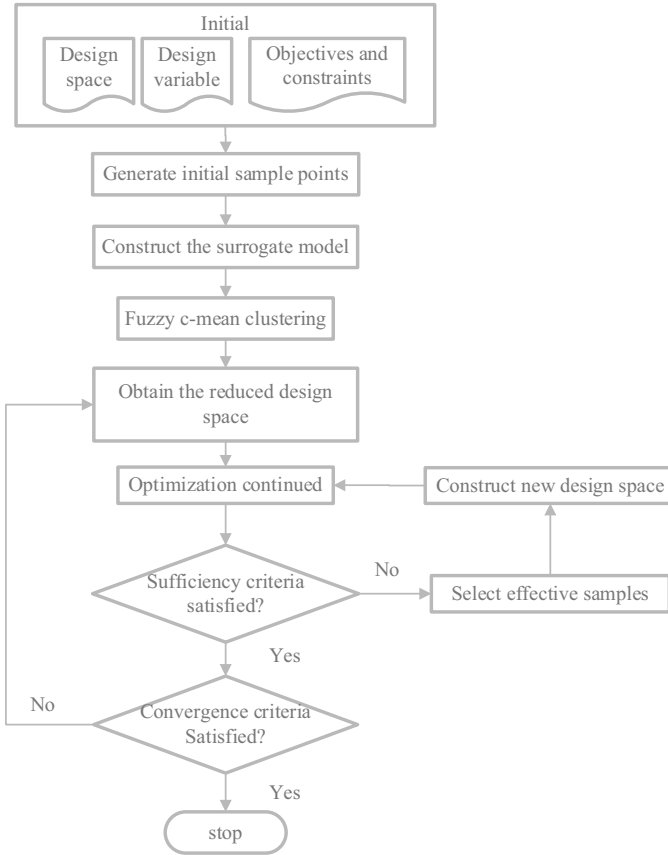 Initial
Design
space
Design
variable
Objectives and
constraints
Generate initial sample points
Construct the surrogate model
Fuzzy c-mean clustering
Obtain the reduced design
space
Optimization continued
Construct new design space
Sufficiency criteria
satisfied?
No
Select effective samples
Yes
No
Convergence criteria
Satisfied?
Yes
stop